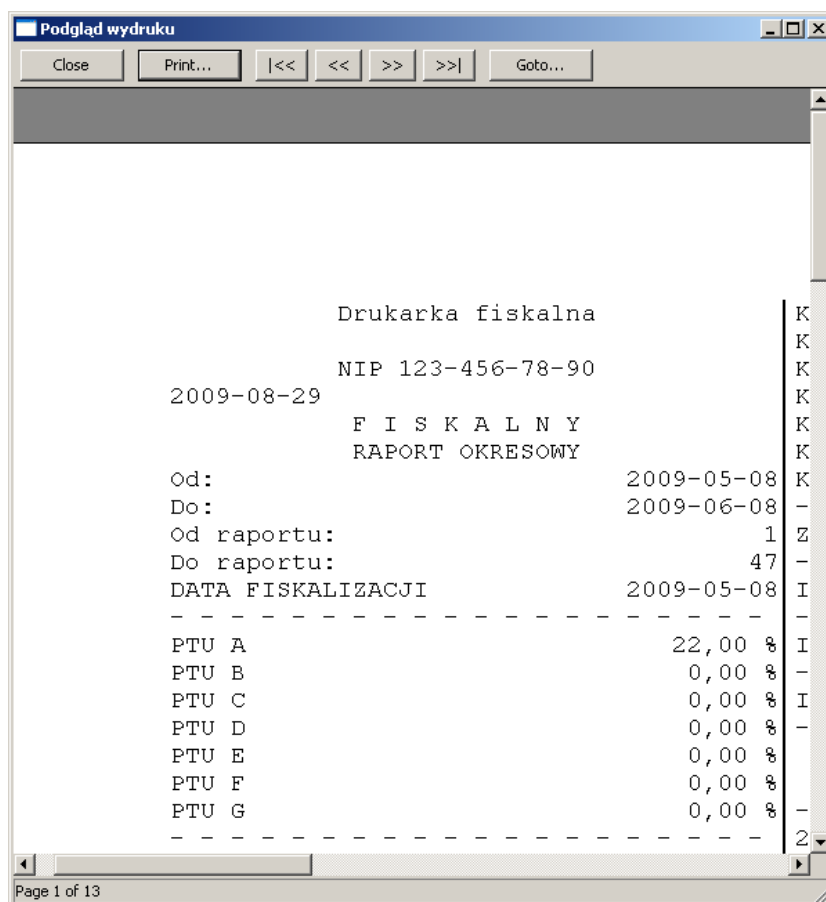 Podgląd wydruku
Close Print... |<< << >> >>| Goto...
Drukarka fiskalna K
K
NIP 123-456-78-90 K
2009-08-29 K
F I S K A L N Y K
RAPORT OKRESOWY K
Od: 2009-05-08 K
Do: 2009-06-08 -
Od raportu: 1 Z
Do raportu: 47 -
DATA FISKALIZACJI 2009-05-08 I
- - - - - - - - - - - - - - - - - - - - -
PTU A 22,00 % I
PTU B 0,00 % -
PTU C 0,00 % I
PTU D 0,00 % -
PTU E 0,00 %
PTU F 0,00 %
PTU G 0,00 % -
- - - - - - - - - - - - - - - - - - - - 2
Page 1 of 13